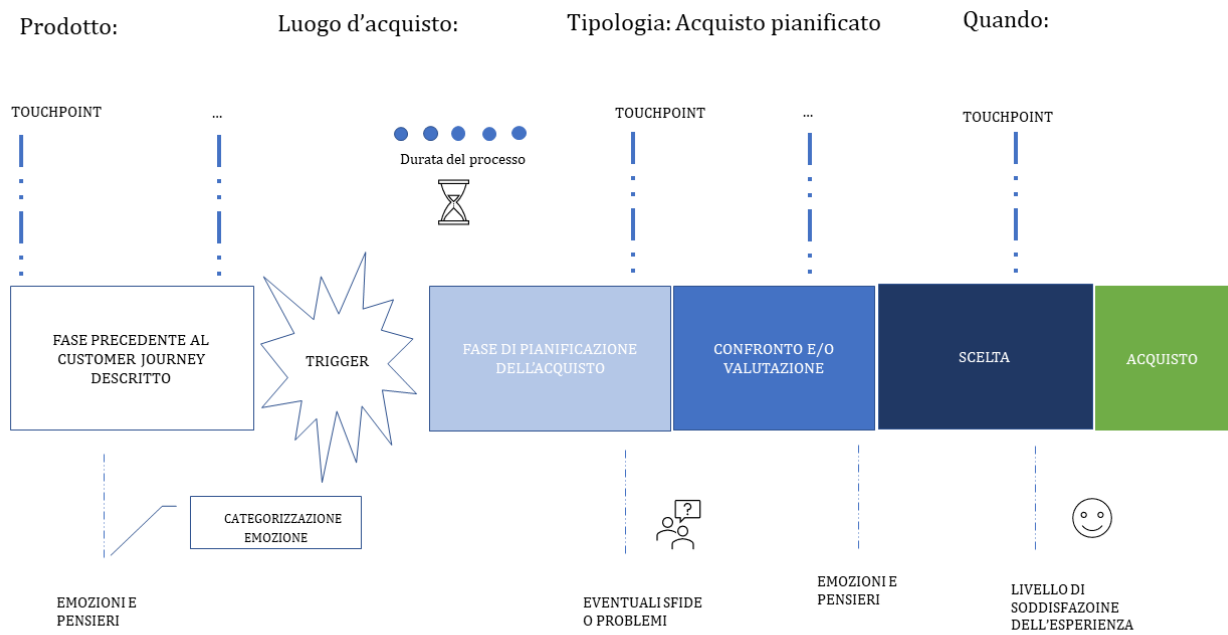 Prodotto:
Luogo d'acquisto:
Tipologia: Acquisto pianificato
Quando:
TOUCHPOINT
...
Durata del processo
TOUCHPOINT
...
TOUCHPOINT
FASE PRECEDENTE AL
CUSTOMER JOURNEY
DESCRITTO
TRIGGER
FASE DI PIANIFICAZIONE
DELL'ACQUISTO
CONFRONTO E/O
VALUTAZIONE
SCELTA
ACQUISTO
CATEGORIZZAZIONE
EMOZIONE
?
EMOZIONI E
PENSIERI
EVENTUALI SFIDE
O PROBLEMI
EMOZIONI E
PENSIERI
LIVELLO DI
SODDISFAZOINE
DELL'ESPERIENZA